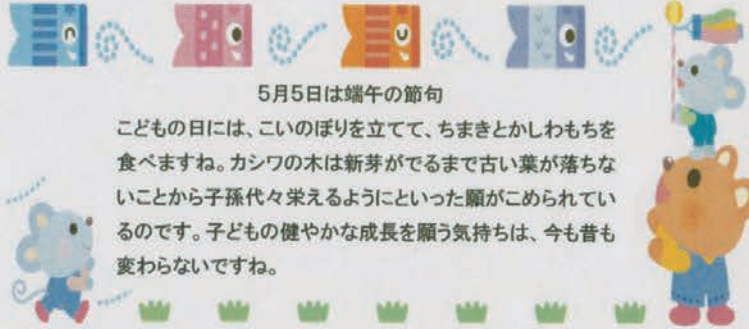 5月5日は端午の節句
こどもの日には、こいのぼりを立てて、ちまきとかしわもちを
食べますね。カシワの木は新芽がでるまで古い葉が落ちな
いことから子孫代々栄えるようにといった願がこめられてい
るのです。子どもの健やかな成長を願う気持ちは、今も昔も
変わらないですね。